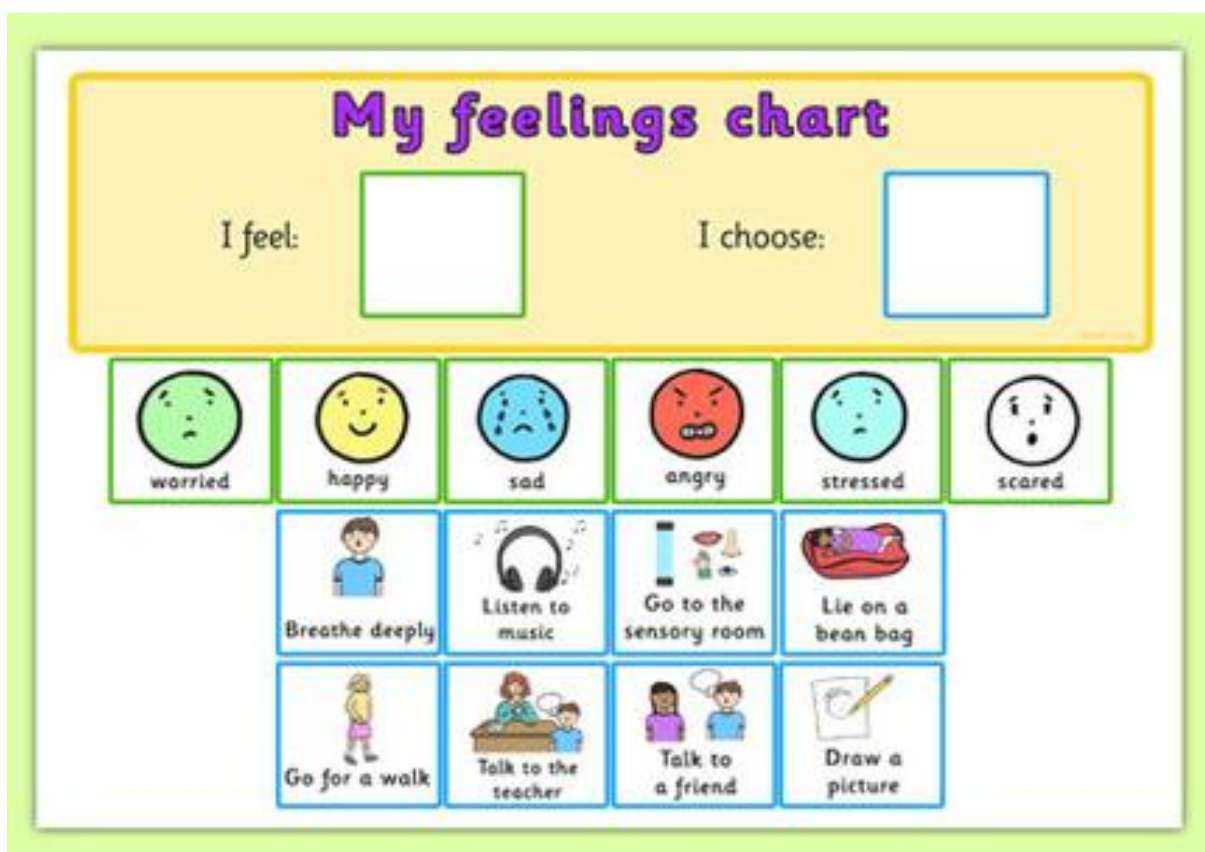 My feelings chart
I feel:
I choose:
worried
happy
sad
angry
stressed
scared
Breathe deeply
Listen to
music
Go to the
sensory room
Lie on a
bean bag
Go for a walk
Talk to the
teacher
Talk to
a friend
Draw a
picture